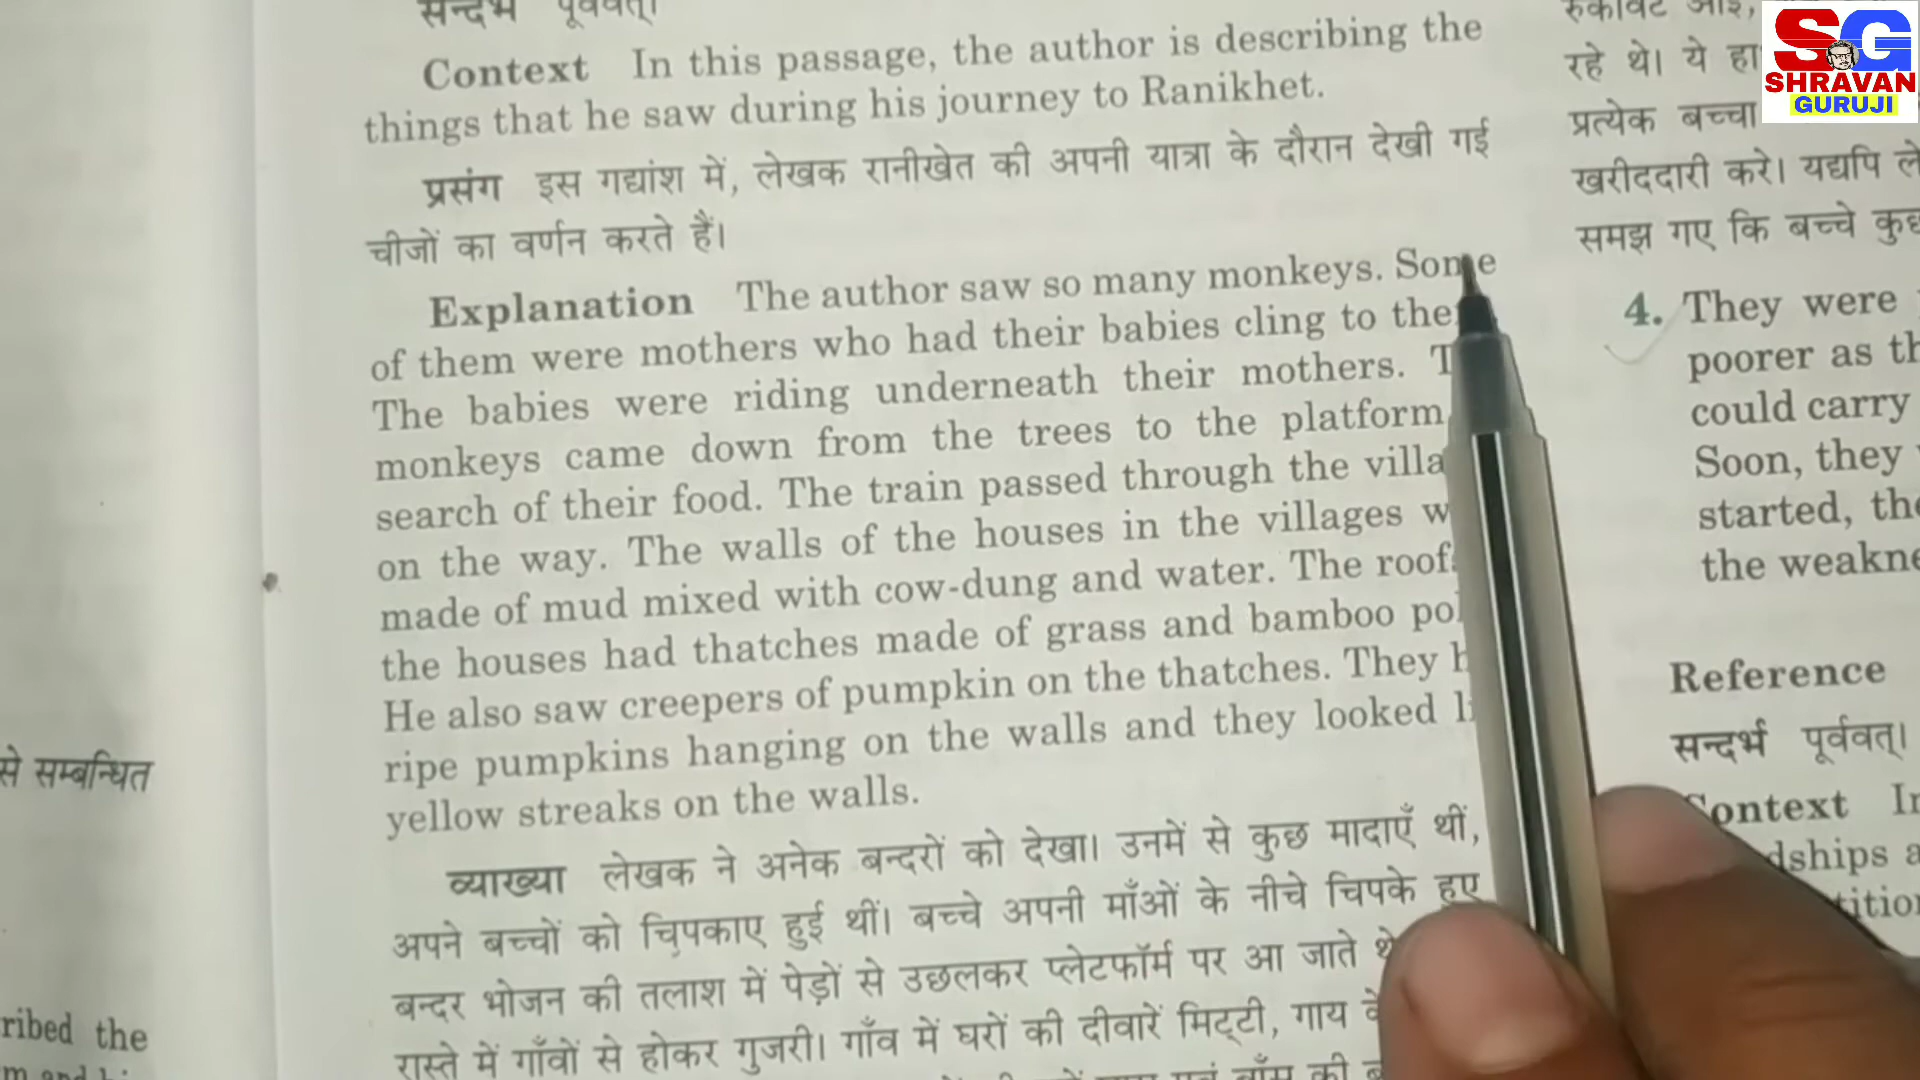 सन्दर्भ पूर्ववत्।
Context In this passage, the author is describing the
things that he saw during his journey to Ranikhet.
प्रसंग इस गद्यांश में, लेखक रानीखेत की अपनी यात्रा के दौरान देखी गई
चीजों का वर्णन करते हैं।
Explanation The author saw so many monkeys. Some
of them were mothers who had their babies cling to
The babies were riding underneath their mothers.
monkeys came down from the trees to the platform
search of their food. The train passed through the
on the way. The walls of the houses in the villages
made of mud mixed with cow-dung and water. The
the houses had thatches made of grass and bamboo
He also saw creepers of pumpkin on the thatches. They
ripe pumpkins hanging on the walls and they looked
yellow streaks on the walls.
व्याख्या लेखक ने अनेक बन्दरों को देखा। उनमें से कुछ मादाएँ थीं,
अपने बच्चों को चिपकाए हुई थीं। बच्चे अपनी माँओं के नीचे चिपके हुए
बन्दर भोजन की तलाश में पेड़ों से उछलकर प्लेटफॉर्म पर आ जाते
रास्ते में गाँवों से होकर गुजरी। गाँव में घरों की दीवारें मिट्टी, गाय
से सम्बन्धित
ribed the
रहे थे। ये
प्रत्येक बच्चा
खरीददारी करे। यद्यपि
समझ गए कि बच्चे
4. They were
poorer as
could carry
Soon, they
started,
the
Reference
सन्दर्भ पूर्ववत्।
SG
SHRAVAN
GURUJI